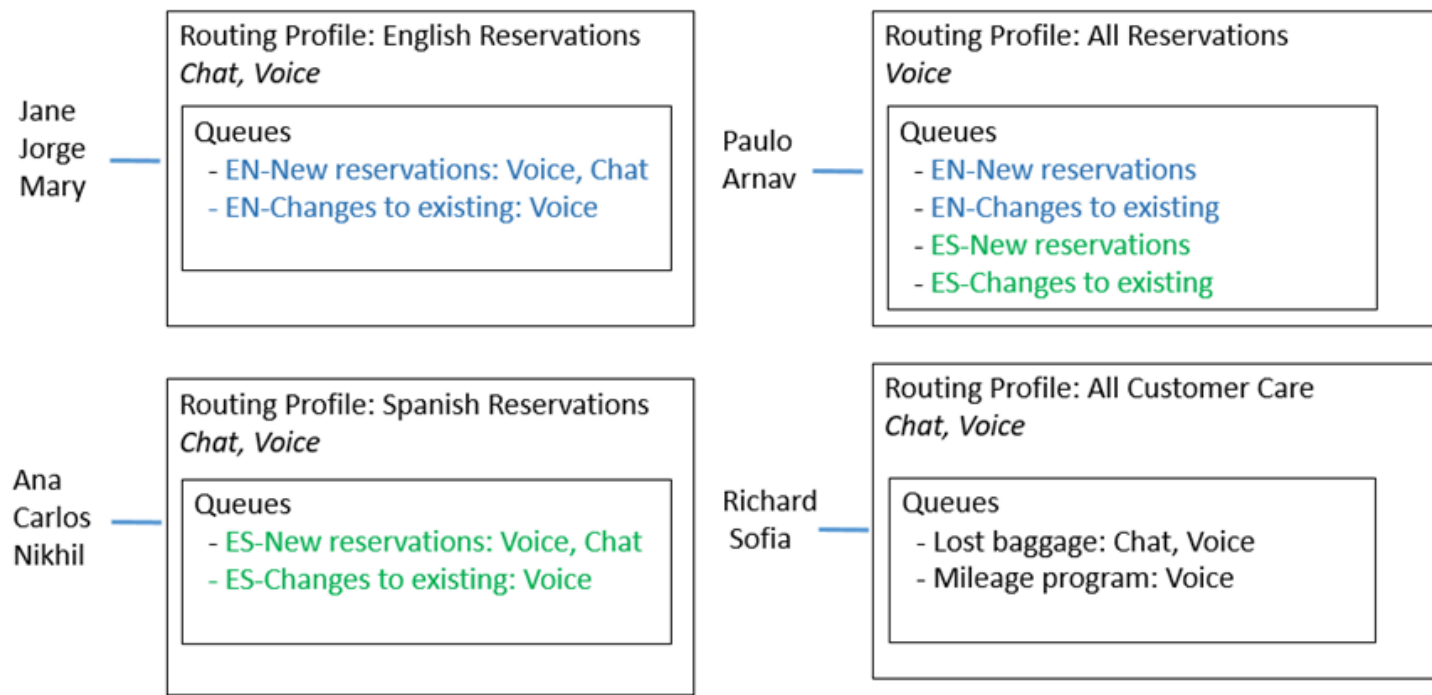 Jane
Jorge
Mary
Routing Profile: English Reservations
Chat, Voice
Queues
- EN-New reservations: Voice, Chat
- EN-Changes to existing: Voice
Paulo
Arnav
Routing Profile: All Reservations
Voice
Queues
- EN-New reservations
- EN-Changes to existing
- ES-New reservations
- ES-Changes to existing
Ana
Carlos
Nikhil
Routing Profile: Spanish Reservations
Chat, Voice
Queues
- ES-New reservations: Voice, Chat
- ES-Changes to existing: Voice
Richard
Sofia
Routing Profile: All Customer Care
Chat, Voice
Queues
- Lost baggage: Chat, Voice
- Mileage program: Voice